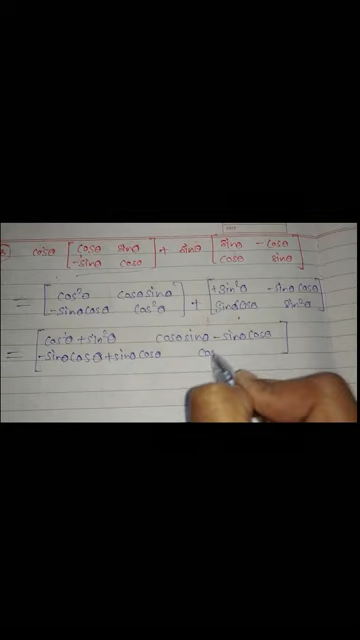 cosθ [ cosθ sinθ ] + sinθ [ sinθ -cosθ ]
[ -sinθ cosθ ] [ cosθ sinθ ]
= [ cos²θ cosθsinθ ] + [ +sin²θ -sinθcosθ ]
[ -sinθcosθ cos²θ ] [ sinθcosθ sin²θ ]
= [ cos²θ + sin²θ cosθsinθ - sinθcosθ ]
[ -sinθcosθ + sinθcosθ cos